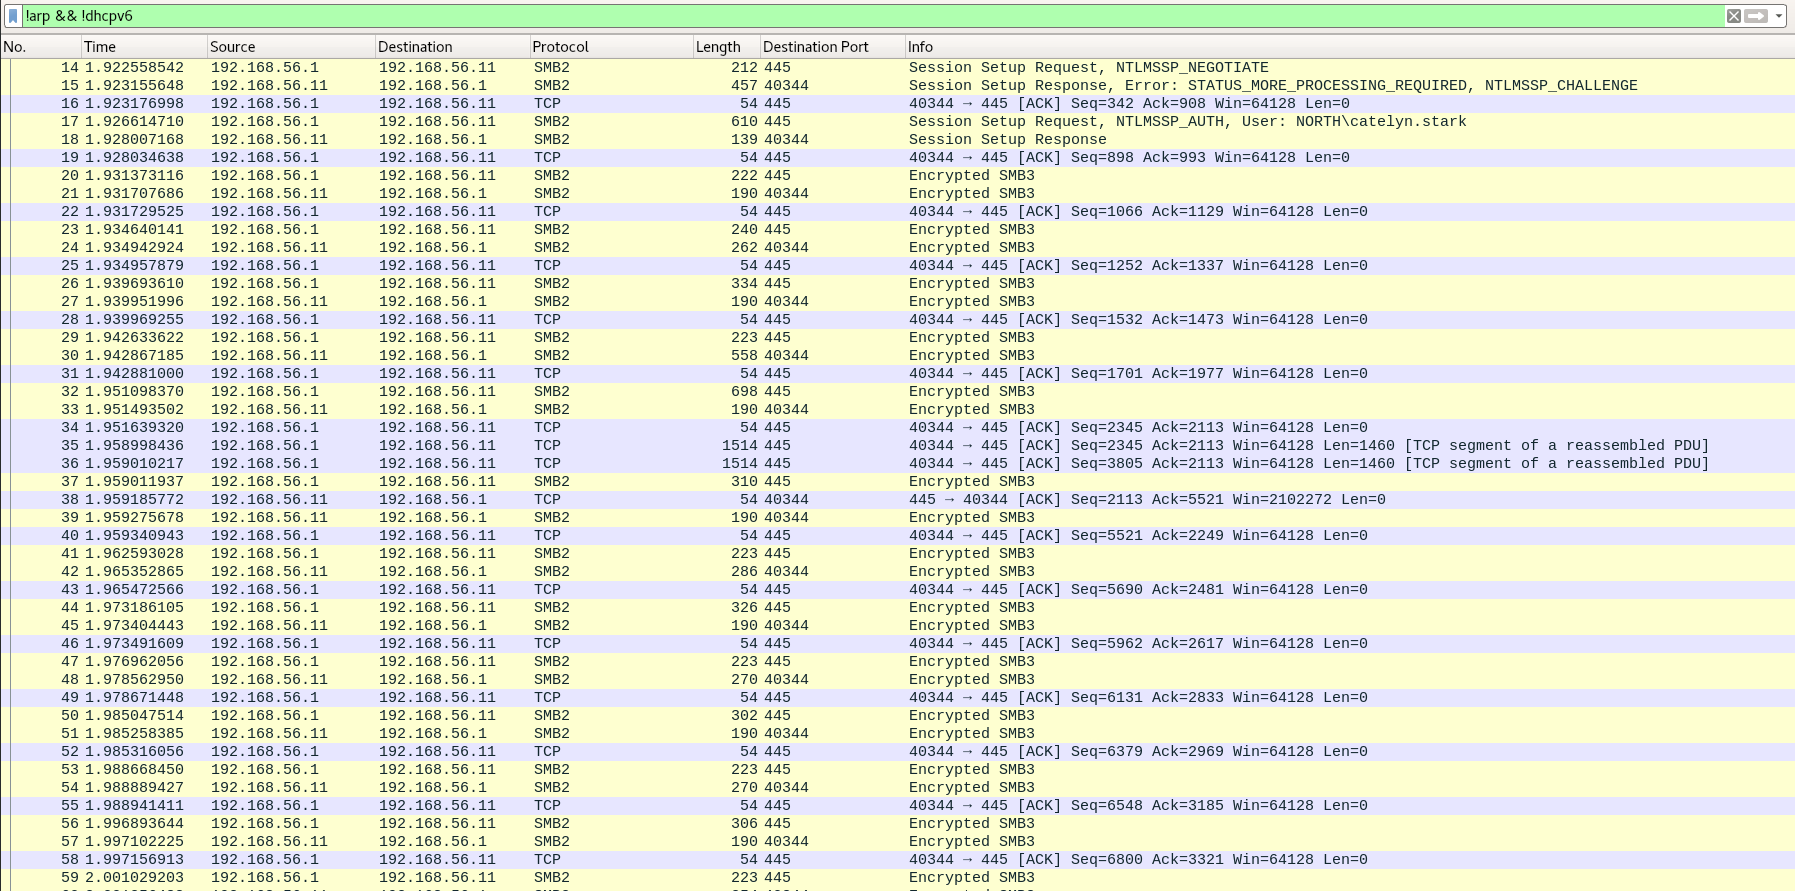 !arp && !dhcpv6
No. Time Source Destination Protocol Length Destination Port Info
14 1.922558542 192.168.56.1 192.168.56.11 SMB2 212 445 Session Setup Request, NTLMSSP_NEGOTIATE
15 1.923155648 192.168.56.11 192.168.56.1 SMB2 457 40344 Session Setup Response, Error: STATUS_MORE_PROCESSING_REQUIRED, NTLMSSP_CHALLENGE
16 1.923176998 192.168.56.1 192.168.56.11 TCP 54 445 40344 → 445 [ACK] Seq=342 Ack=908 Win=64128 Len=0
17 1.926614710 192.168.56.1 192.168.56.11 SMB2 610 445 Session Setup Request, NTLMSSP_AUTH, User: NORTH\catelyn.stark
18 1.928007168 192.168.56.11 192.168.56.1 SMB2 139 40344 Session Setup Response
19 1.928034638 192.168.56.1 192.168.56.11 TCP 54 445 40344 → 445 [ACK] Seq=898 Ack=993 Win=64128 Len=0
20 1.931373116 192.168.56.1 192.168.56.11 SMB2 222 445 Encrypted SMB3
21 1.931707686 192.168.56.11 192.168.56.1 SMB2 190 40344 Encrypted SMB3
22 1.931729525 192.168.56.1 192.168.56.11 TCP 54 445 40344 → 445 [ACK] Seq=1066 Ack=1129 Win=64128 Len=0
23 1.934640141 192.168.56.1 192.168.56.11 SMB2 240 445 Encrypted SMB3
24 1.934942924 192.168.56.11 192.168.56.1 SMB2 262 40344 Encrypted SMB3
25 1.934957879 192.168.56.1 192.168.56.11 TCP 54 445 40344 → 445 [ACK] Seq=1252 Ack=1337 Win=64128 Len=0
26 1.939693610 192.168.56.1 192.168.56.11 SMB2 334 445 Encrypted SMB3
27 1.939951996 192.168.56.11 192.168.56.1 SMB2 190 40344 Encrypted SMB3
28 1.939969255 192.168.56.1 192.168.56.11 TCP 54 445 40344 → 445 [ACK] Seq=1532 Ack=1473 Win=64128 Len=0
29 1.942633622 192.168.56.1 192.168.56.11 SMB2 223 445 Encrypted SMB3
30 1.942867185 192.168.56.11 192.168.56.1 SMB2 558 40344 Encrypted SMB3
31 1.942881000 192.168.56.1 192.168.56.11 TCP 54 445 40344 → 445 [ACK] Seq=1701 Ack=1977 Win=64128 Len=0
32 1.951098370 192.168.56.1 192.168.56.11 SMB2 698 445 Encrypted SMB3
33 1.951493502 192.168.56.11 192.168.56.1 SMB2 190 40344 Encrypted SMB3
34 1.951639320 192.168.56.1 192.168.56.11 TCP 54 445 40344 → 445 [ACK] Seq=2345 Ack=2113 Win=64128 Len=0
35 1.958998436 192.168.56.1 192.168.56.11 TCP 1514 445 40344 → 445 [ACK] Seq=2345 Ack=2113 Win=64128 Len=1460 [TCP segment of a reassembled PDU]
36 1.959010217 192.168.56.1 192.168.56.11 TCP 1514 445 40344 → 445 [ACK] Seq=3805 Ack=2113 Win=64128 Len=1460 [TCP segment of a reassembled PDU]
37 1.959011937 192.168.56.1 192.168.56.11 SMB2 310 445 Encrypted SMB3
38 1.959185772 192.168.56.11 192.168.56.1 TCP 54 40344 445 → 40344 [ACK] Seq=2113 Ack=5521 Win=2102272 Len=0
39 1.959275678 192.168.56.11 192.168.56.1 SMB2 190 40344 Encrypted SMB3
40 1.959340943 192.168.56.1 192.168.56.11 TCP 54 445 40344 → 445 [ACK] Seq=5521 Ack=2249 Win=64128 Len=0
41 1.962593028 192.168.56.1 192.168.56.11 SMB2 223 445 Encrypted SMB3
42 1.965352865 192.168.56.11 192.168.56.1 SMB2 286 40344 Encrypted SMB3
43 1.965472566 192.168.56.1 192.168.56.11 TCP 54 445 40344 → 445 [ACK] Seq=5690 Ack=2481 Win=64128 Len=0
44 1.973186105 192.168.56.1 192.168.56.11 SMB2 326 445 Encrypted SMB3
45 1.973404443 192.168.56.11 192.168.56.1 SMB2 190 40344 Encrypted SMB3
46 1.973491609 192.168.56.1 192.168.56.11 TCP 54 445 40344 → 445 [ACK] Seq=5962 Ack=2617 Win=64128 Len=0
47 1.976962056 192.168.56.1 192.168.56.11 SMB2 223 445 Encrypted SMB3
48 1.978562950 192.168.56.11 192.168.56.1 SMB2 270 40344 Encrypted SMB3
49 1.978671448 192.168.56.1 192.168.56.11 TCP 54 445 40344 → 445 [ACK] Seq=6131 Ack=2833 Win=64128 Len=0
50 1.985047514 192.168.56.1 192.168.56.11 SMB2 302 445 Encrypted SMB3
51 1.985258385 192.168.56.11 192.168.56.1 SMB2 190 40344 Encrypted SMB3
52 1.985316056 192.168.56.1 192.168.56.11 TCP 54 445 40344 → 445 [ACK] Seq=6379 Ack=2969 Win=64128 Len=0
53 1.988668450 192.168.56.1 192.168.56.11 SMB2 223 445 Encrypted SMB3
54 1.988889427 192.168.56.11 192.168.56.1 SMB2 270 40344 Encrypted SMB3
55 1.988941411 192.168.56.1 192.168.56.11 TCP 54 445 40344 → 445 [ACK] Seq=6548 Ack=3185 Win=64128 Len=0
56 1.996893644 192.168.56.1 192.168.56.11 SMB2 306 445 Encrypted SMB3
57 1.997102225 192.168.56.11 192.168.56.1 SMB2 190 40344 Encrypted SMB3
58 1.997156913 192.168.56.1 192.168.56.11 TCP 54 445 40344 → 445 [ACK] Seq=6800 Ack=3321 Win=64128 Len=0
59 2.001029203 192.168.56.1 192.168.56.11 SMB2 223 445 Encrypted SMB3